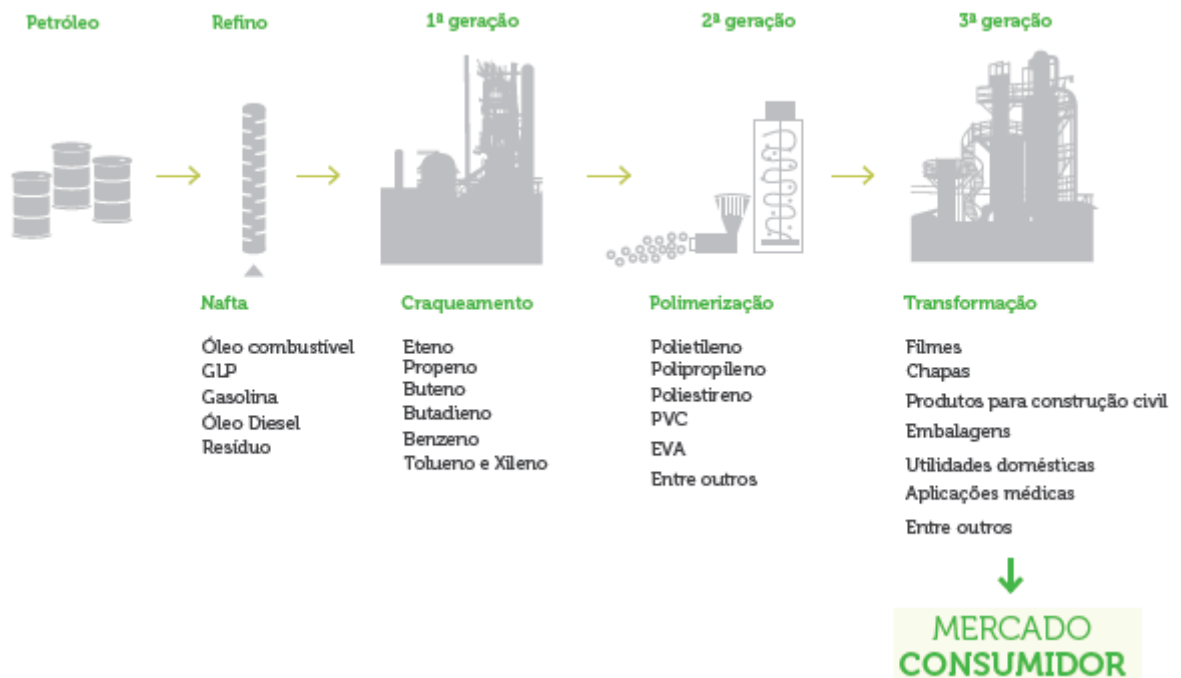 Petróleo
Refino
1ª geração
2ª geração
3ª geração
Nafta
Óleo combustível
GLP
Gasolina
Óleo Diesel
Resíduo
Craqueamento
Eteno
Propeno
Buteno
Butadieno
Benzeno
Tolueno e Xileno
Polimerização
Polietileno
Polipropileno
Poliestireno
PVC
EVA
Entre outros
Transformação
Filmes
Chapas
Produtos para construção civil
Embalagens
Utilidades domésticas
Aplicações médicas
Entre outros
MERCADO
CONSUMIDOR